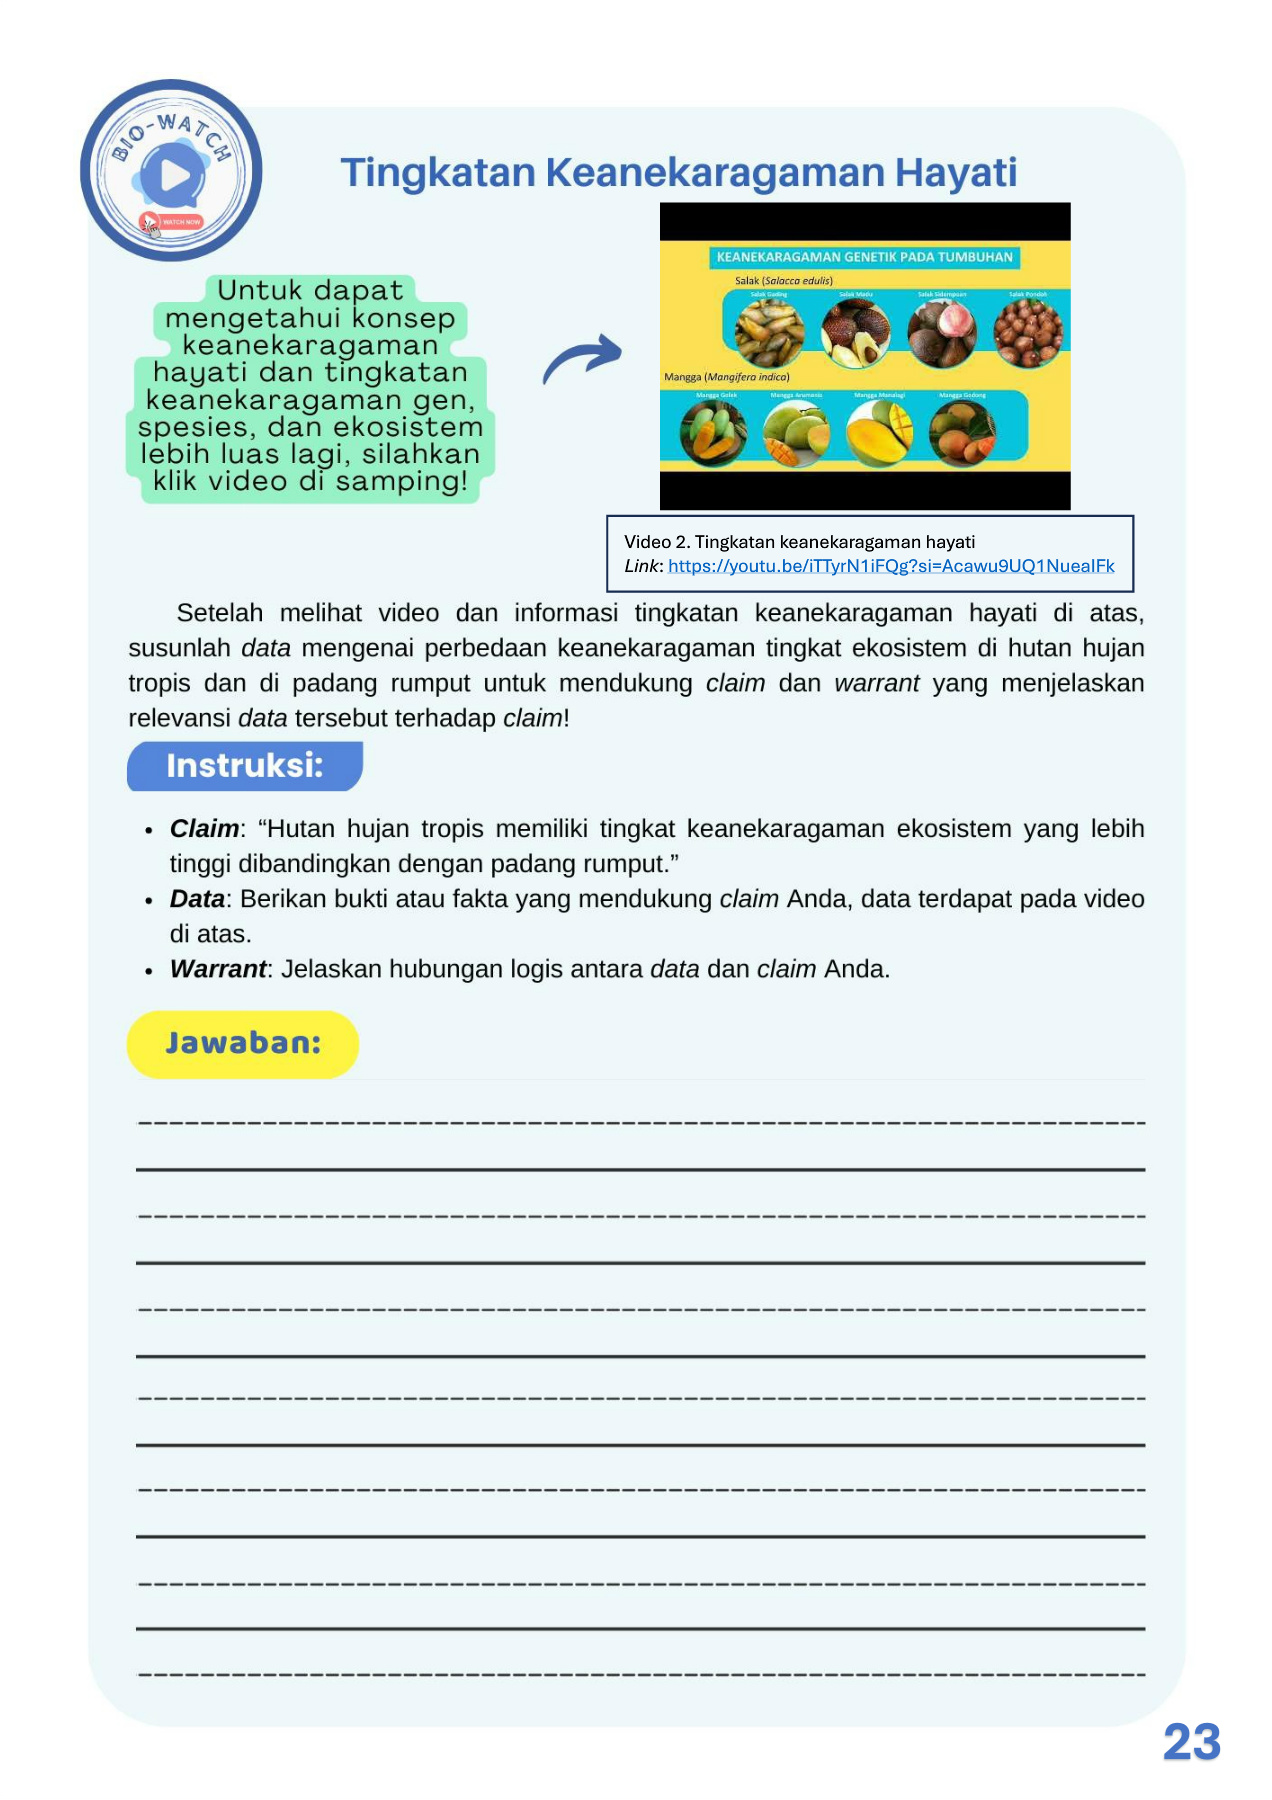 BIO-WATCH
WATCH NOW
Tingkatan Keanekaragaman Hayati
Untuk dapat
mengetahui konsep
keanekaragaman
hayati dan tingkatan
keanekaragaman gen,
spesies, dan ekosistem
lebih luas lagi, silahkan
klik video di samping!
KEANEKARAGAMAN GENETIK PADA TUMBUHAN
Salak (Salacca edulis)
Salak Gading Salak Madu Salak Sidempuan Salak Pondoh
Mangga (Mangifera indica)
Mangga Golek Mangga Arumanis Mangga Manalagi Mangga Gedong
Video 2. Tingkatan keanekaragaman hayati
Link: https://youtu.be/iTTyrN1iFQg?si=Acawu9UQ1NueaIFk
Setelah melihat video dan informasi tingkatan keanekaragaman hayati di atas,
susunlah data mengenai perbedaan keanekaragaman tingkat ekosistem di hutan hujan
tropis dan di padang rumput untuk mendukung claim dan warrant yang menjelaskan
relevansi data tersebut terhadap claim!
Instruksi:
• Claim: “Hutan hujan tropis memiliki tingkat keanekaragaman ekosistem yang lebih
tinggi dibandingkan dengan padang rumput.”
• Data: Berikan bukti atau fakta yang mendukung claim Anda, data terdapat pada video
di atas.
• Warrant: Jelaskan hubungan logis antara data dan claim Anda.
Jawaban:
23